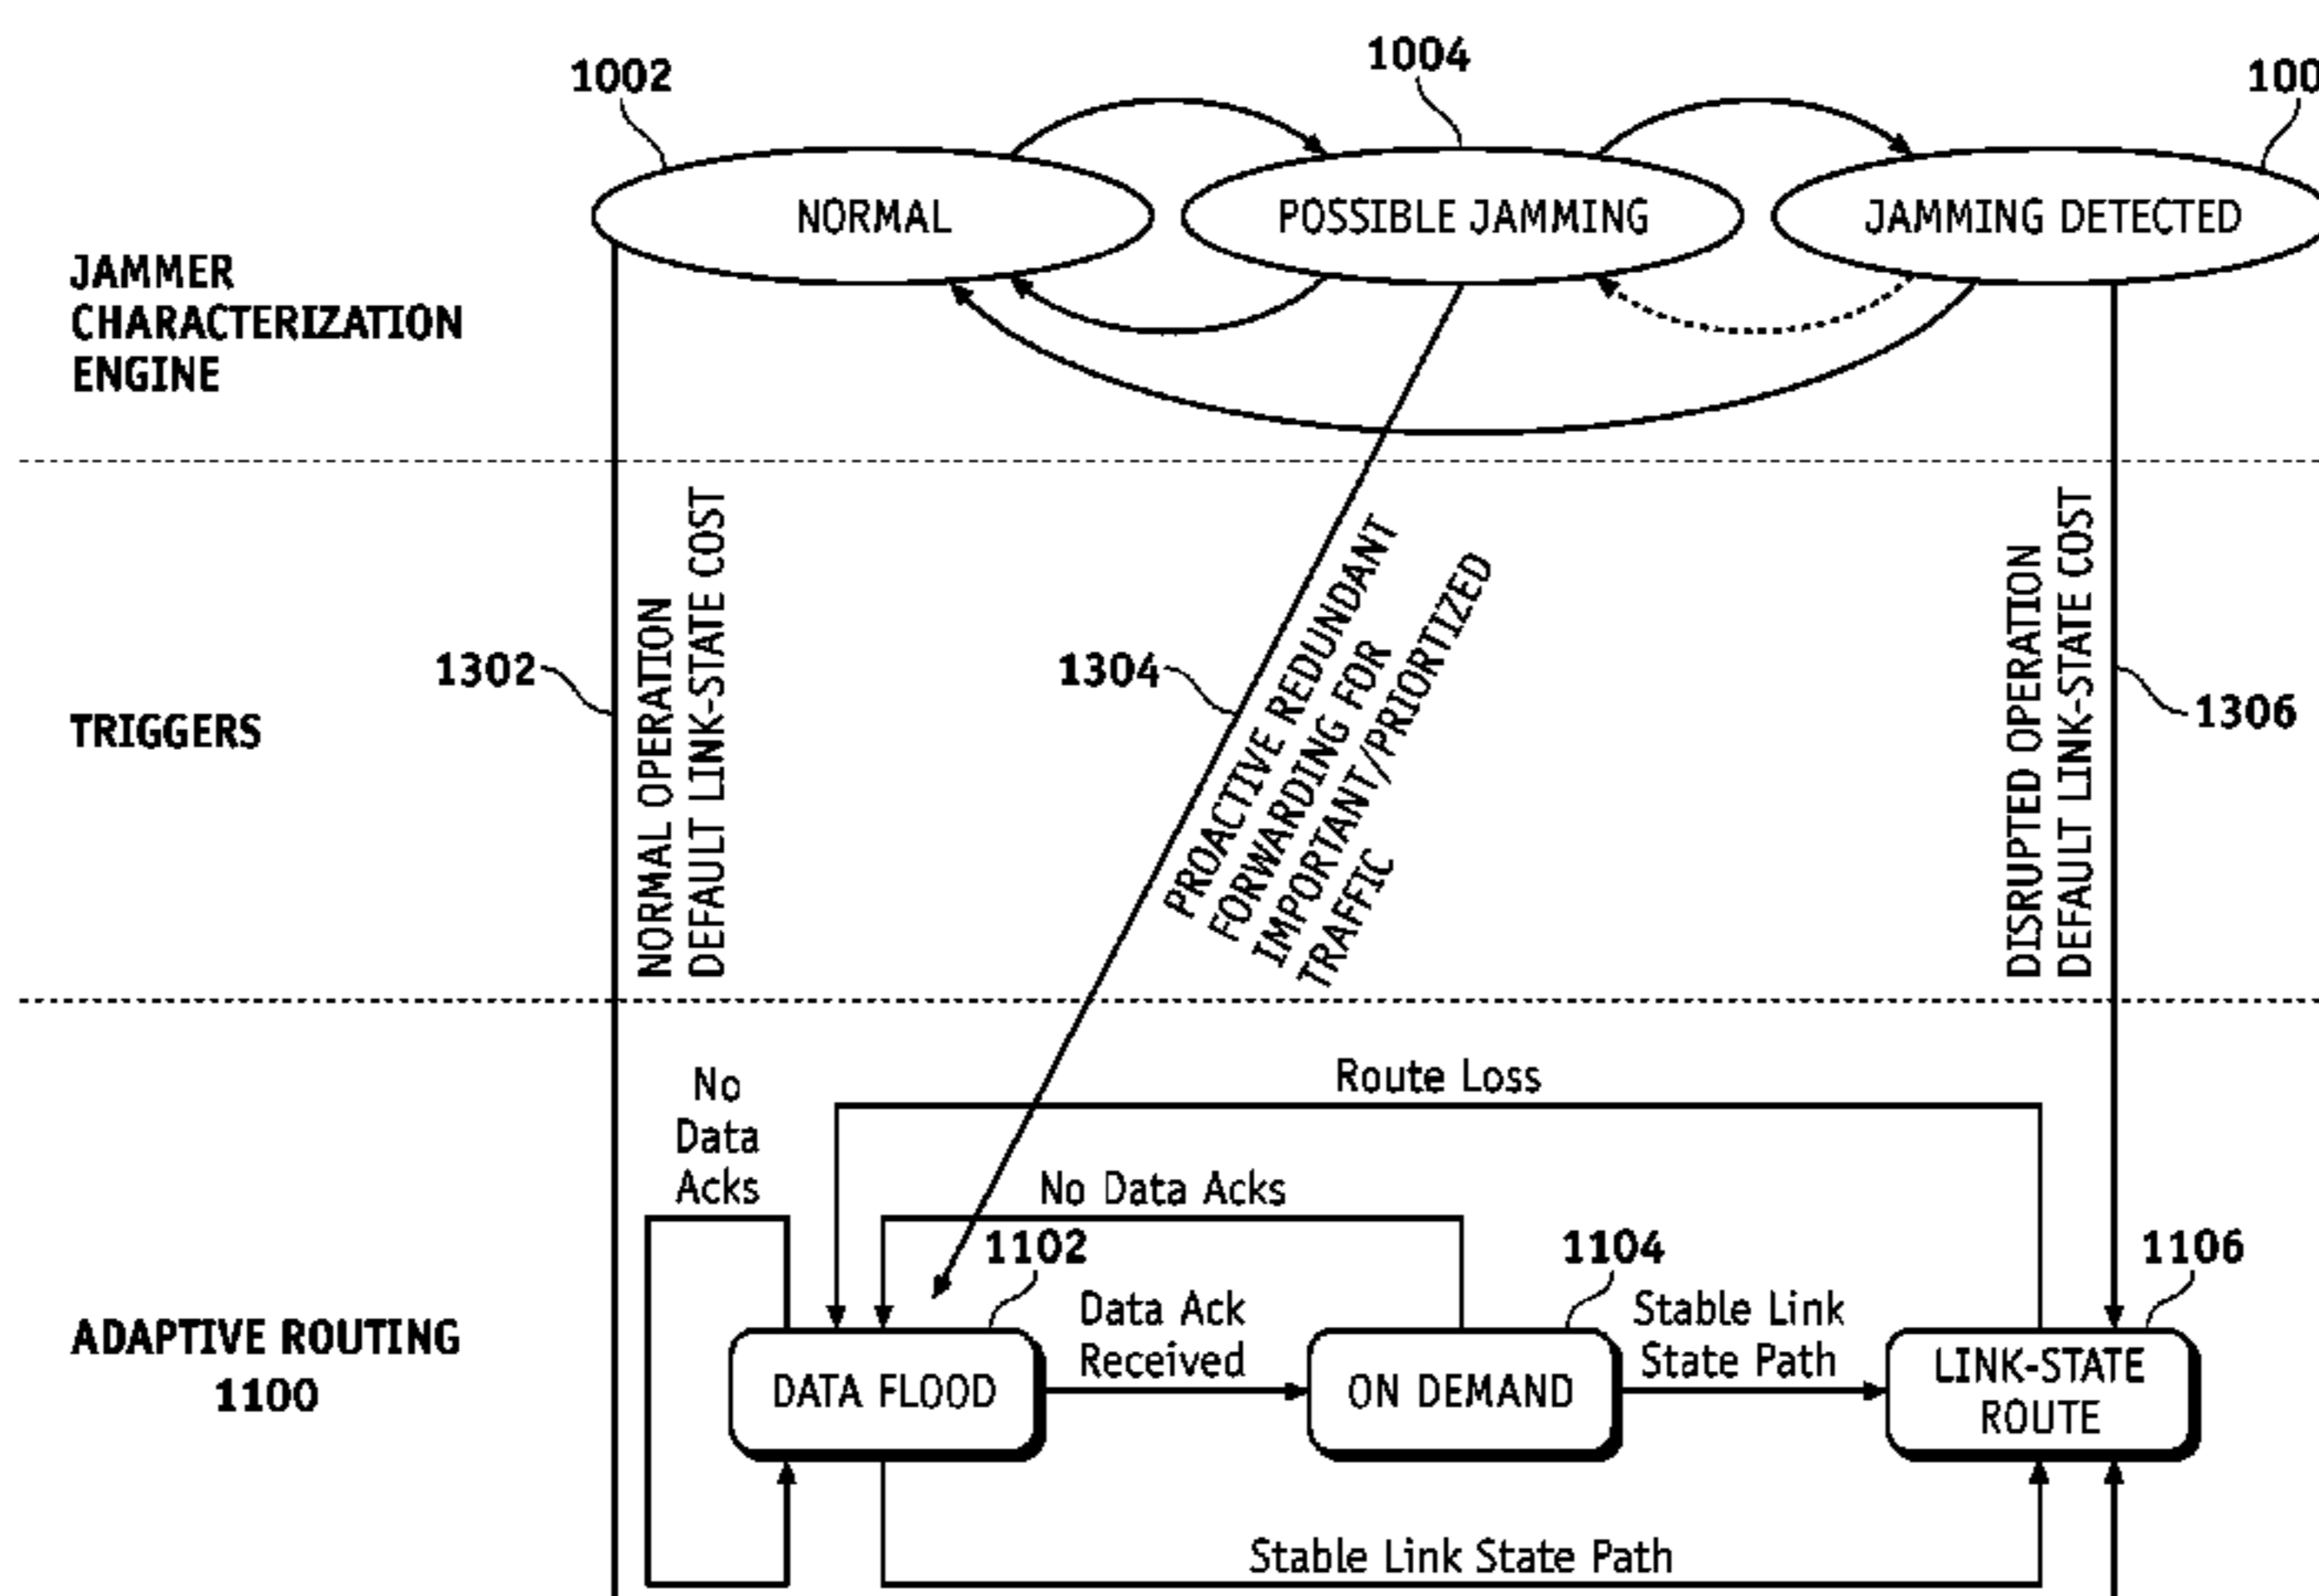 1002
1004
100
NORMAL
POSSIBLE JAMMING
JAMMING DETECTED
JAMMER
CHARACTERIZATION
ENGINE
TRIGGERS
1302
NORMAL OPERATION
DEFAULT LINK-STATE COST
1304
PROACTIVE REDUNDANT
FORWARDING FOR
IMPORTANT/PRIORTIZED
TRAFFIC
DISRUPTED OPERATION
DEFAULT LINK-STATE COST
1306
ADAPTIVE ROUTING
1100
No
Data
Acks
Route Loss
No Data Acks
1102
1104
1106
Data Ack
Received
Stable Link
State Path
DATA FLOOD
ON DEMAND
LINK-STATE
ROUTE
Stable Link State Path